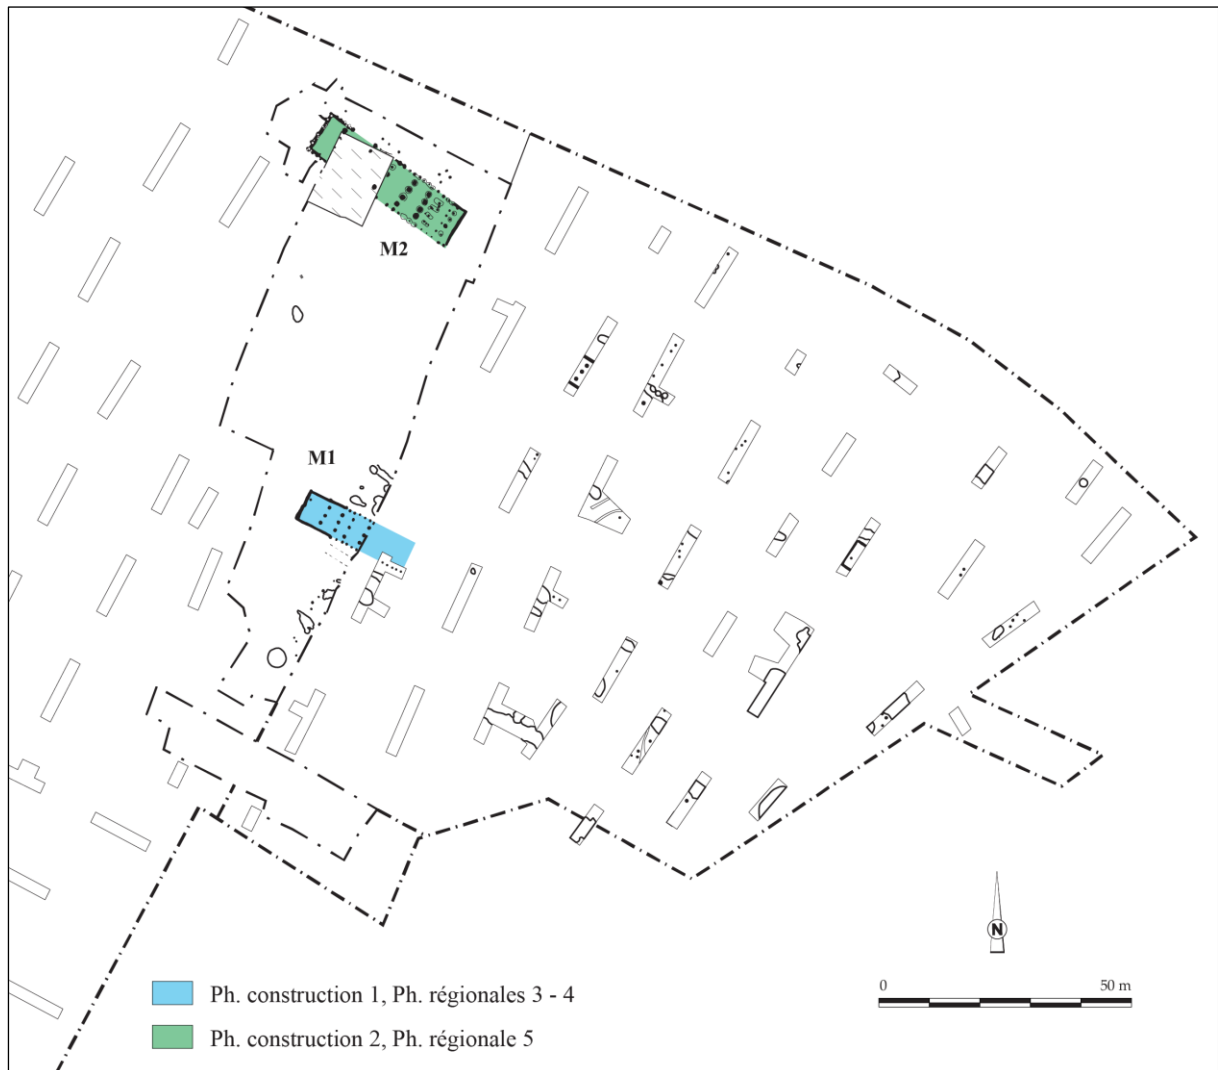 M2
M1
N
0 50 m
Ph. construction 1, Ph. régionales 3 - 4
Ph. construction 2, Ph. régionale 5